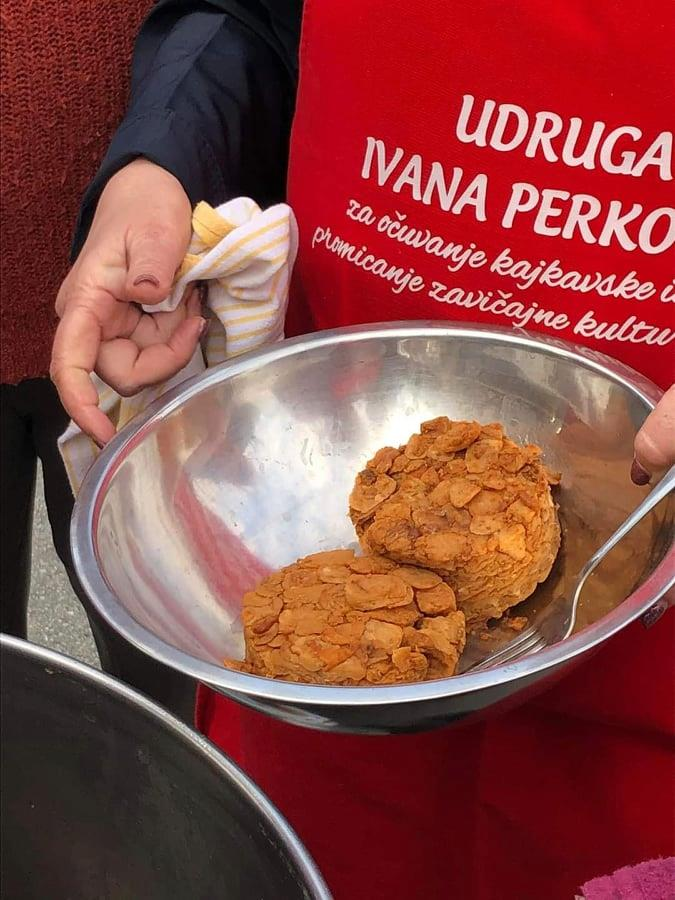 UDRUGA
IVANA PERKO
za očuvanje kajkavske i
promicanje zavičajne kultu